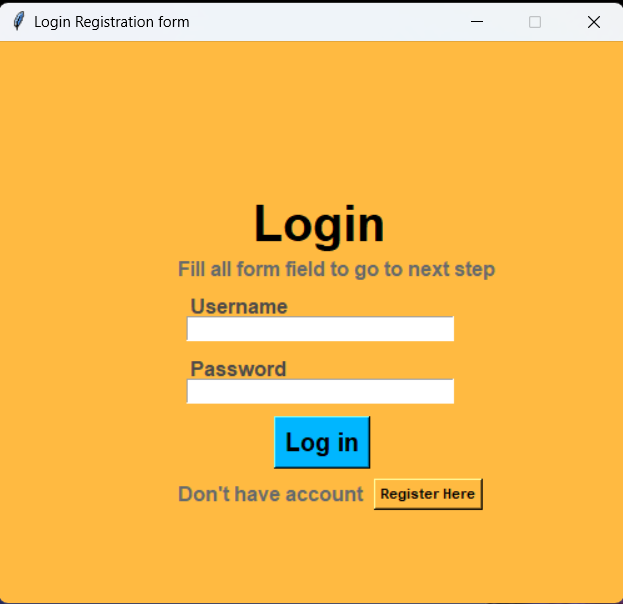 Login Registration form
Login
Fill all form field to go to next step
Username
Password
Log in
Don't have account Register Here